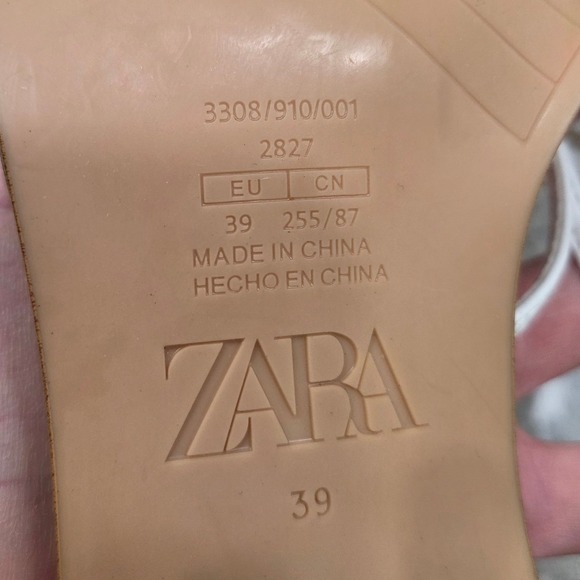 3308/910/001
2827
EU CN
39 255/87
MADE IN CHINA
HECHO EN CHINA
ZARA
39